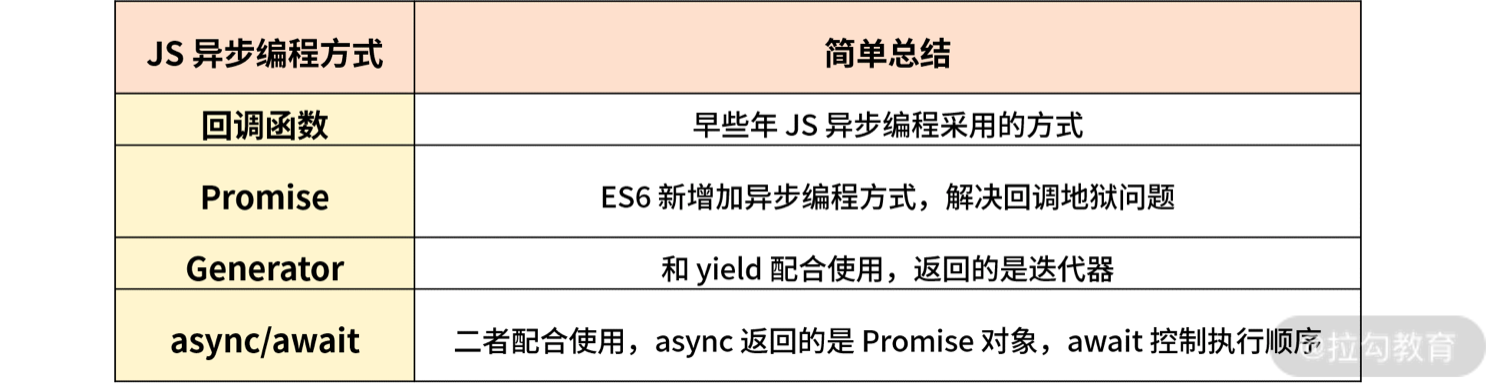 JS 异步编程方式 简单总结
回调函数 早些年 JS 异步编程采用的方式
Promise ES6 新增加异步编程方式，解决回调地狱问题
Generator 和 yield 配合使用，返回的是迭代器
async/await 二者配合使用，async 返回的是 Promise 对象，await 控制执行顺序
@拉勾教育